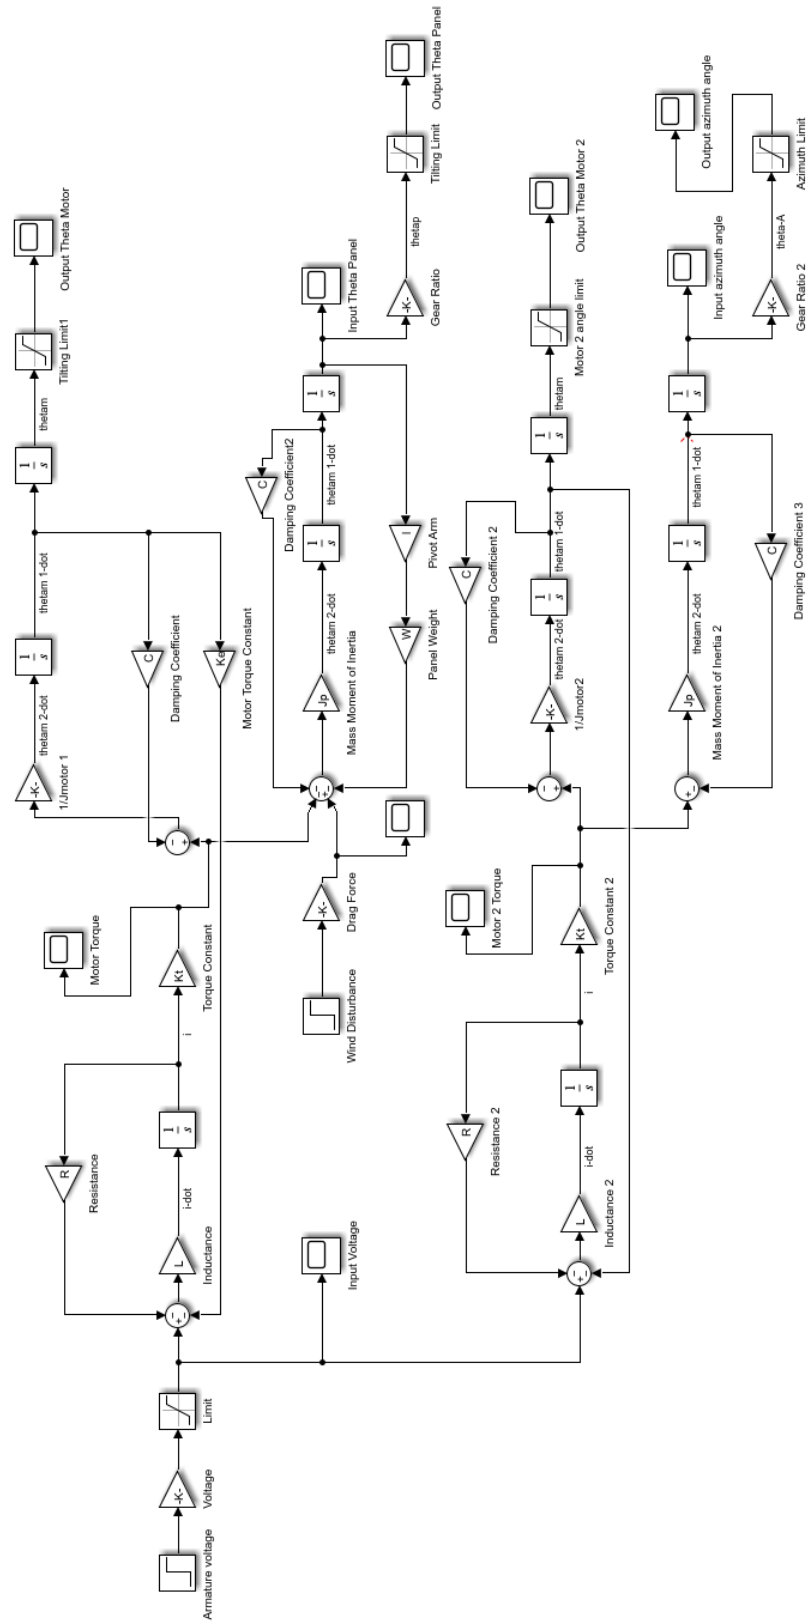 Armature voltage
-K-
Voltage
Limit
Input Voltage
R
Resistance
L
Inductance
i-dot
1
s
i
Kt
Torque Constant
Motor Torque
-K-
1/Jmotor 1
thetam 2-dot
1
s
thetam 1-dot
1
s
thetam
Tilting Limit1
Output Theta Motor
C
Damping Coefficient
Ke
Motor Torque Constant
Wind Disturbance
-K-
Drag Force
Jp
Mass Moment of Inertia
thetam 2-dot
1
s
thetam 1-dot
1
s
C
Damping Coefficient2
I
Pivot Arm
W
Panel Weight
Input Theta Panel
-K-
Gear Ratio
thetap
Tilting Limit
Output Theta Panel
R
Resistance 2
L
Inductance 2
i-dot
1
s
i
Kt
Torque Constant 2
Motor 2 Torque
-K-
1/Jmotor2
thetam 2-dot
1
s
thetam 1-dot
1
s
thetam
C
Damping Coefficient 2
Motor 2 angle limit
Output Theta Motor 2
Jp
Mass Moment of Inertia 2
thetam 2-dot
1
s
thetam 1-dot
1
s
C
Damping Coefficient 3
Input azimuth angle
-K-
Gear Ratio 2
theta-A
Azimuth Limit
Output azimuth angle